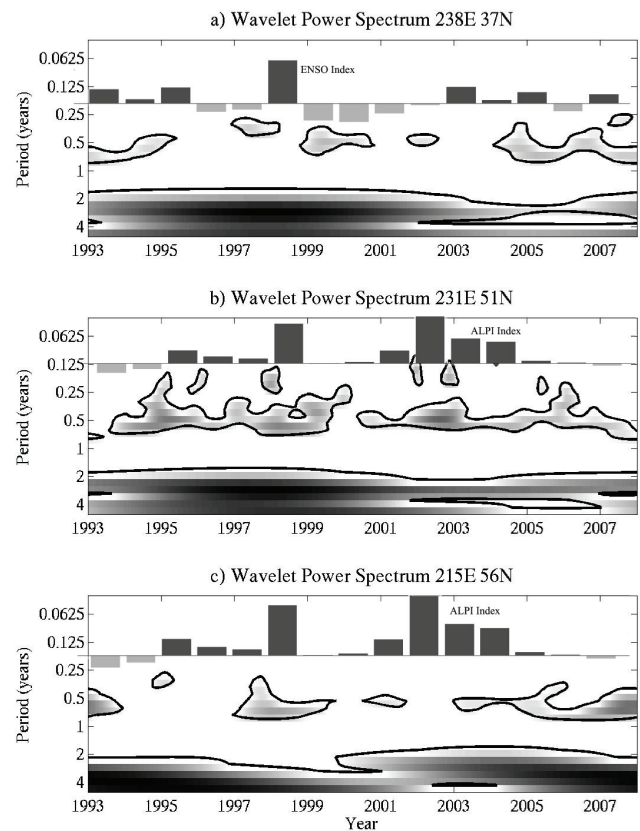 a) Wavelet Power Spectrum 238E 37N
ENSO Index
Period (years)
0.0625
0.125
0.25
0.5
1
2
4
1993 1995 1997 1999 2001 2003 2005 2007
b) Wavelet Power Spectrum 231E 51N
ALPI Index
Period (years)
0.0625
0.125
0.25
0.5
1
2
4
1993 1995 1997 1999 2001 2003 2005 2007
c) Wavelet Power Spectrum 215E 56N
ALPI Index
Period (years)
0.0625
0.125
0.25
0.5
1
2
4
1993 1995 1997 1999 2001 2003 2005 2007
Year